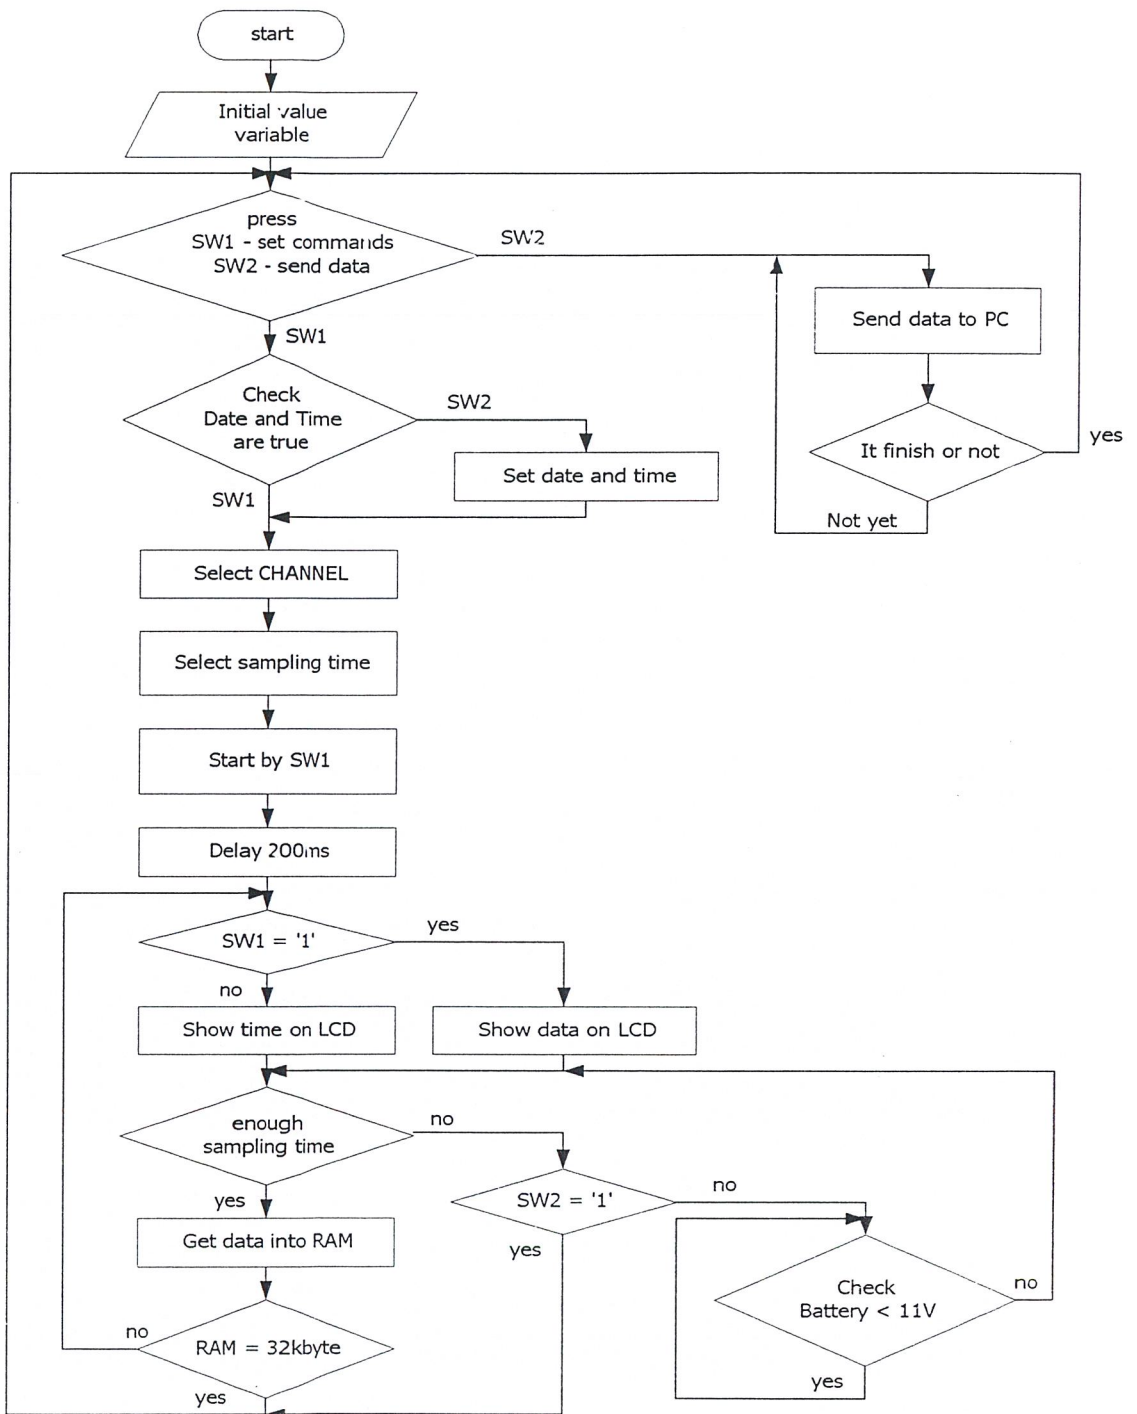 start
Initial value
variable
press
SW1 - set commands
SW2 - send data
SW2
Send data to PC
SW1
Check
Date and Time
are true
SW2
Set date and time
It finish or not
yes
SW1
Not yet
Select CHANNEL
Select sampling time
Start by SW1
Delay 200ms
SW1 = '1'
yes
no
Show time on LCD
Show data on LCD
enough
sampling time
no
yes
SW2 = '1'
no
Get data into RAM
yes
Check
Battery < 11V
no
no
RAM = 32kbyte
yes
yes